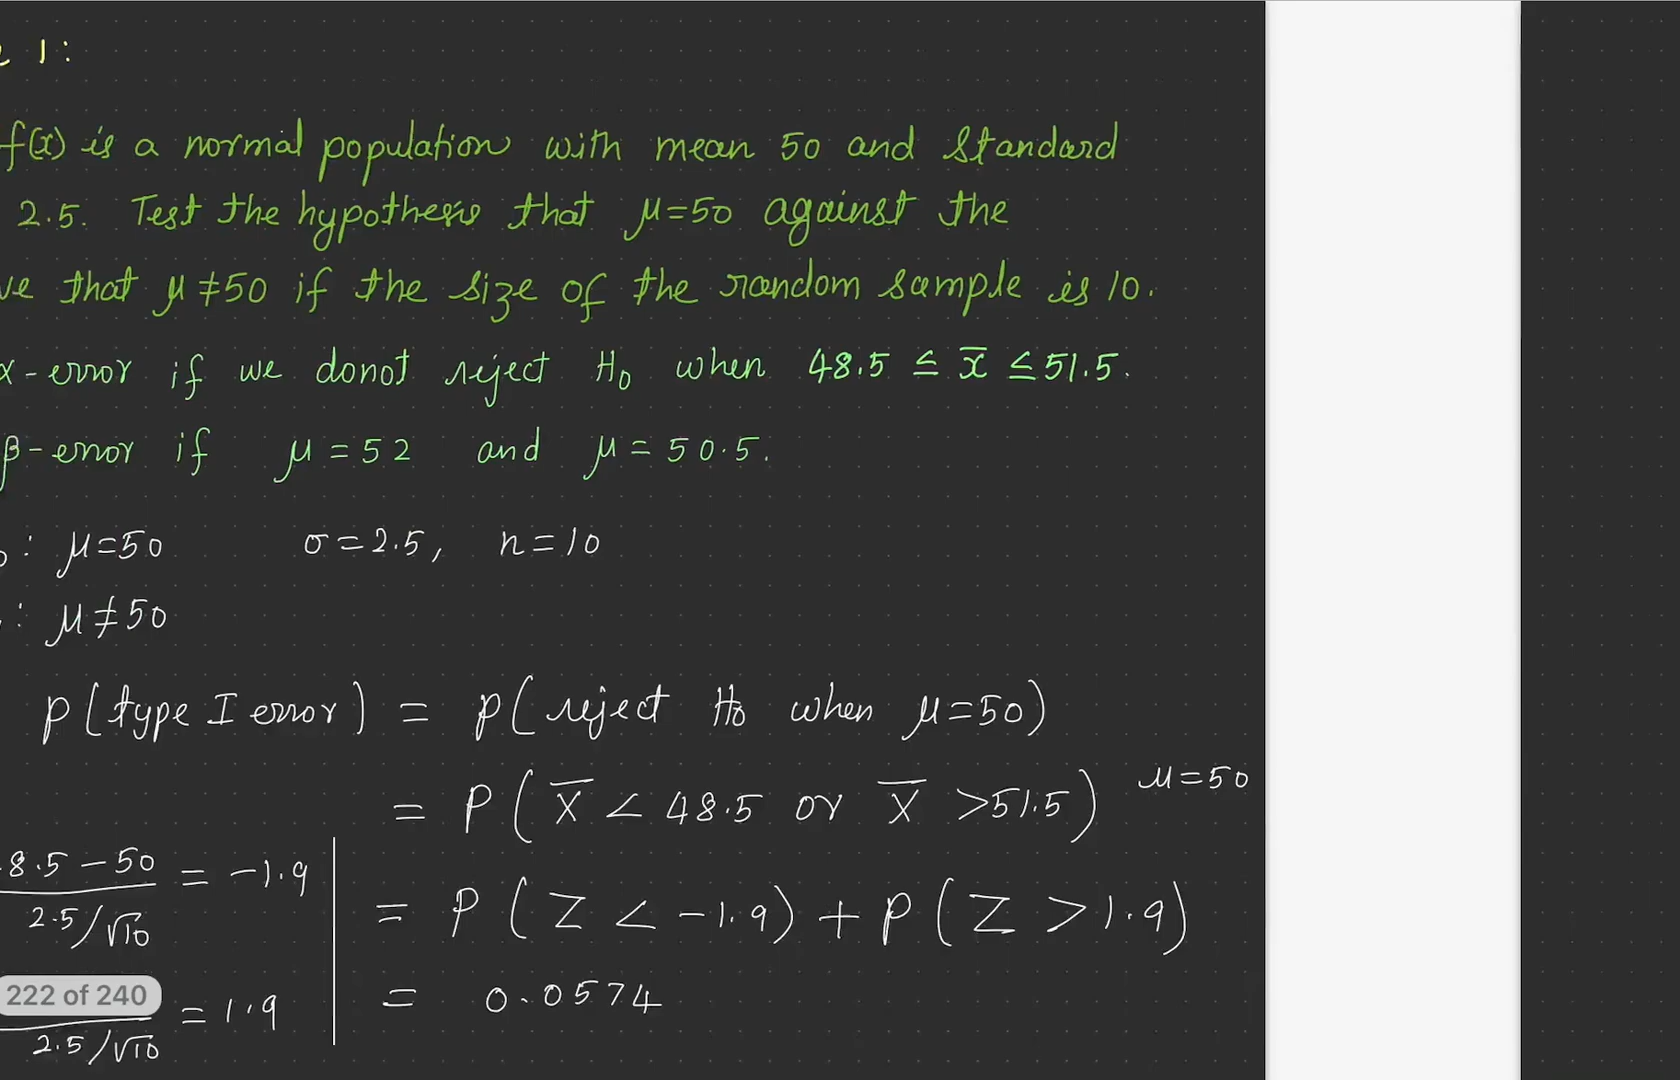 1:
f(x) is a normal population with mean 50 and standard
2.5. Test the hypothesis that μ=50 against the
ve that μ≠50 if the size of the random sample is 10.
α-error if we donot reject H₀ when 48.5 ≤ x̄ ≤ 51.5.
β-error if μ = 52 and μ = 50.5.
: μ=50 σ=2.5, n=10
: μ≠50
P(type I error) = P(reject H₀ when μ=50)
= P(X̄ < 48.5 or X̄ >51.5) μ=50
8.5 – 50 / 2.5/√10 = –1.9
= P(Z < –1.9) + P(Z > 1.9)
222 of 240
2.5/√10 = 1.9
= 0.0574